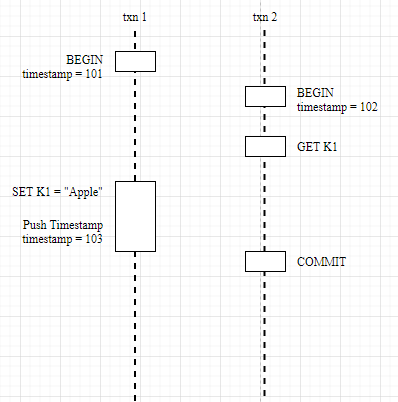 txn 1
txn 2
BEGIN
timestamp = 101
BEGIN
timestamp = 102
GET K1
SET K1 = "Apple"
Push Timestamp
timestamp = 103
COMMIT